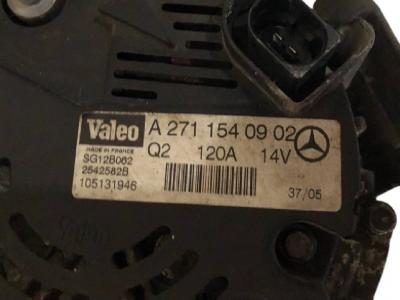 Valeo A 271 154 09 02
MADE IN FRANCE Q2 120A 14V
SG12B062
2542582B
105131946 37/05